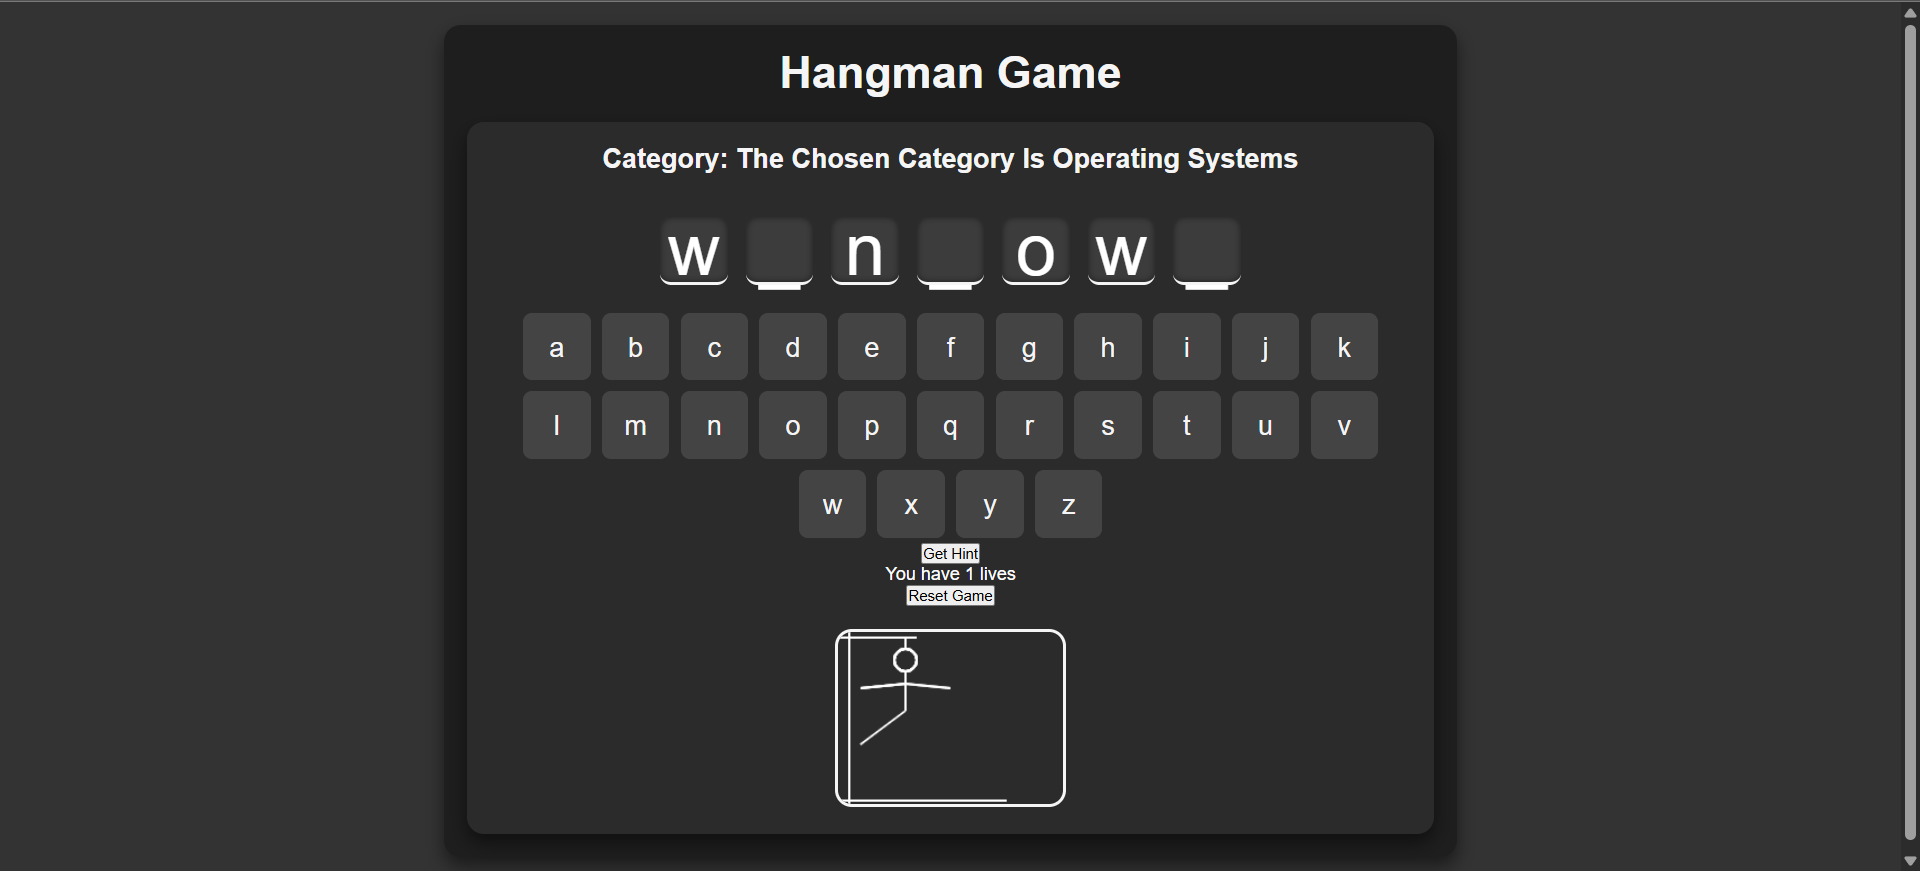 Hangman Game
Category: The Chosen Category Is Operating Systems
w _ n _ o w _
a b c d e f g h i j k
l m n o p q r s t u v
w x y z
Get Hint
You have 1 lives
Reset Game